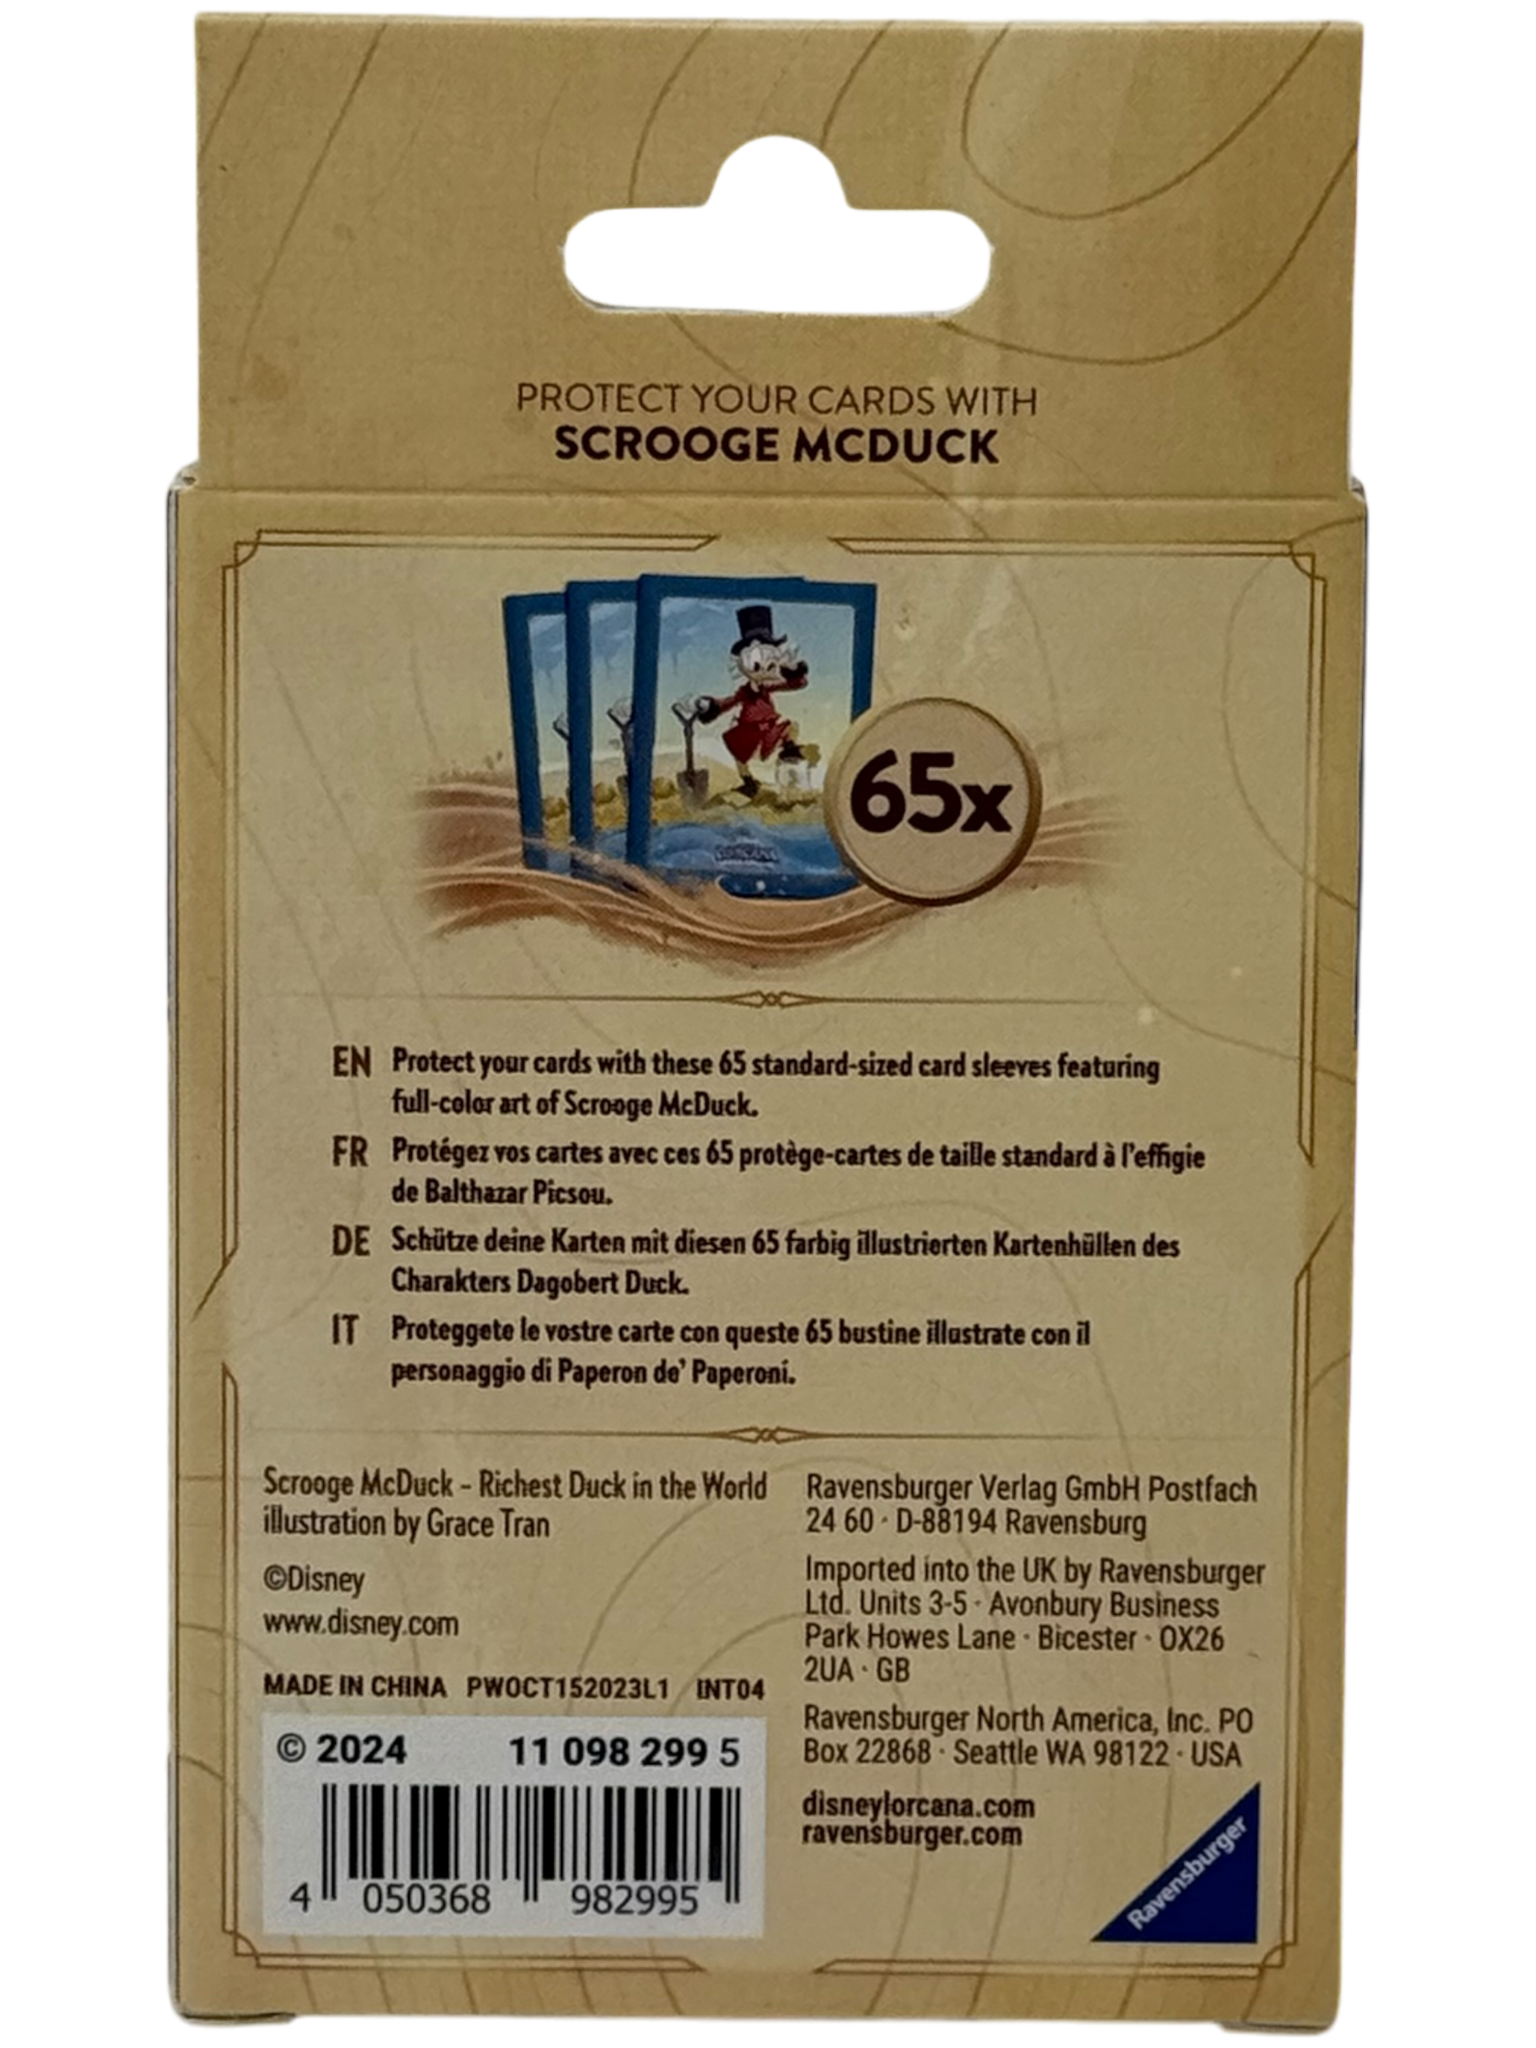 PROTECT YOUR CARDS WITH
SCROOGE MCDUCK
65x
EN Protect your cards with these 65 standard-sized card sleeves featuring
full-color art of Scrooge McDuck.
FR Protégez vos cartes avec ces 65 protège-cartes de taille standard à l'effigie
de Balthazar Picsou.
DE Schütze deine Karten mit diesen 65 farbig illustrierten Kartenhüllen des
Charakters Dagobert Duck.
IT Proteggete le vostre carte con queste 65 bustine illustrate con il
personaggio di Paperon de' Paperoni.
Scrooge McDuck - Richest Duck in the World
illustration by Grace Tran
©Disney
www.disney.com
MADE IN CHINA PWOCT152023L1 INT04
© 2024 11 098 299 5
4 050368 982995
Ravensburger Verlag GmbH Postfach
24 60 · D-88194 Ravensburg
Imported into the UK by Ravensburger
Ltd. Units 3-5 · Avonbury Business
Park Howes Lane · Bicester · OX26
2UA · GB
Ravensburger North America, Inc. PO
Box 22868 · Seattle WA 98122 · USA
disneylorcana.com
ravensburger.com
Ravensburger